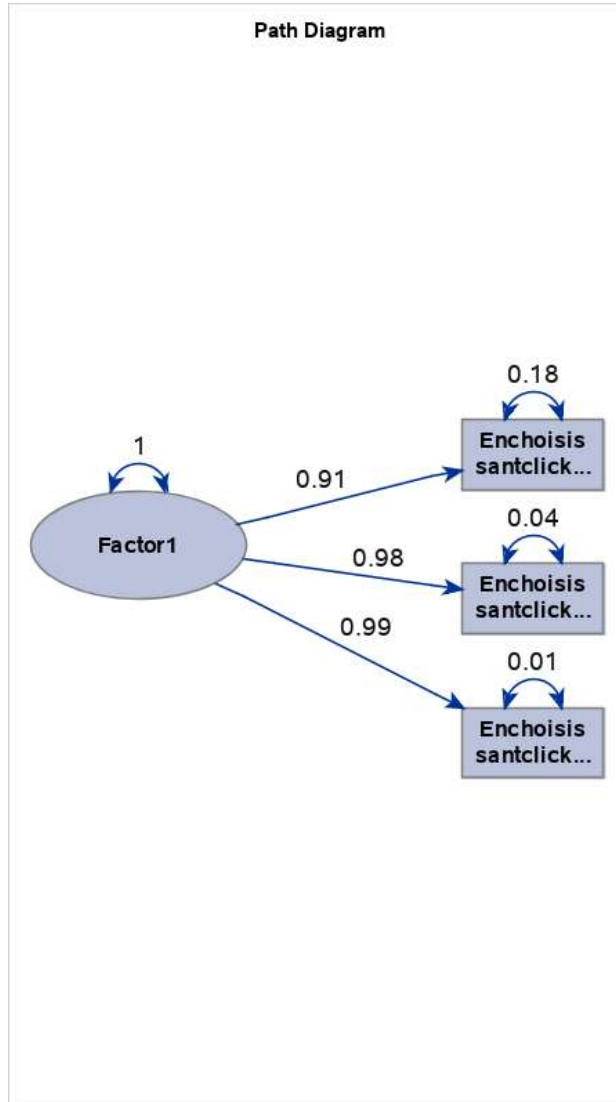 Path Diagram
0.18
Enchoisis
santclick...
1
0.91
0.04
Factor1
0.98
Enchoisis
santclick...
0.99
0.01
Enchoisis
santclick...